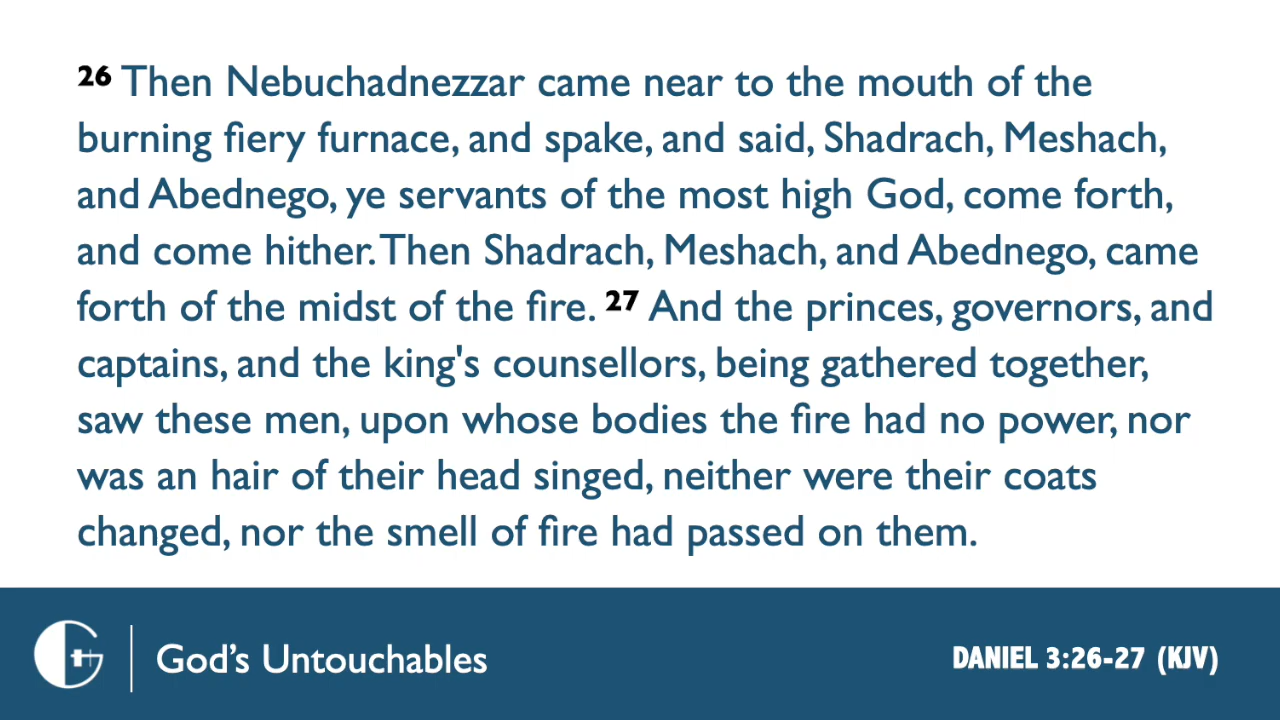 26 Then Nebuchadnezzar came near to the mouth of the
burning fiery furnace, and spake, and said, Shadrach, Meshach,
and Abednego, ye servants of the most high God, come forth,
and come hither. Then Shadrach, Meshach, and Abednego, came
forth of the midst of the fire. 27 And the princes, governors, and
captains, and the king's counsellors, being gathered together,
saw these men, upon whose bodies the fire had no power, nor
was an hair of their head singed, neither were their coats
changed, nor the smell of fire had passed on them.
God’s Untouchables
DANIEL 3:26-27 (KJV)